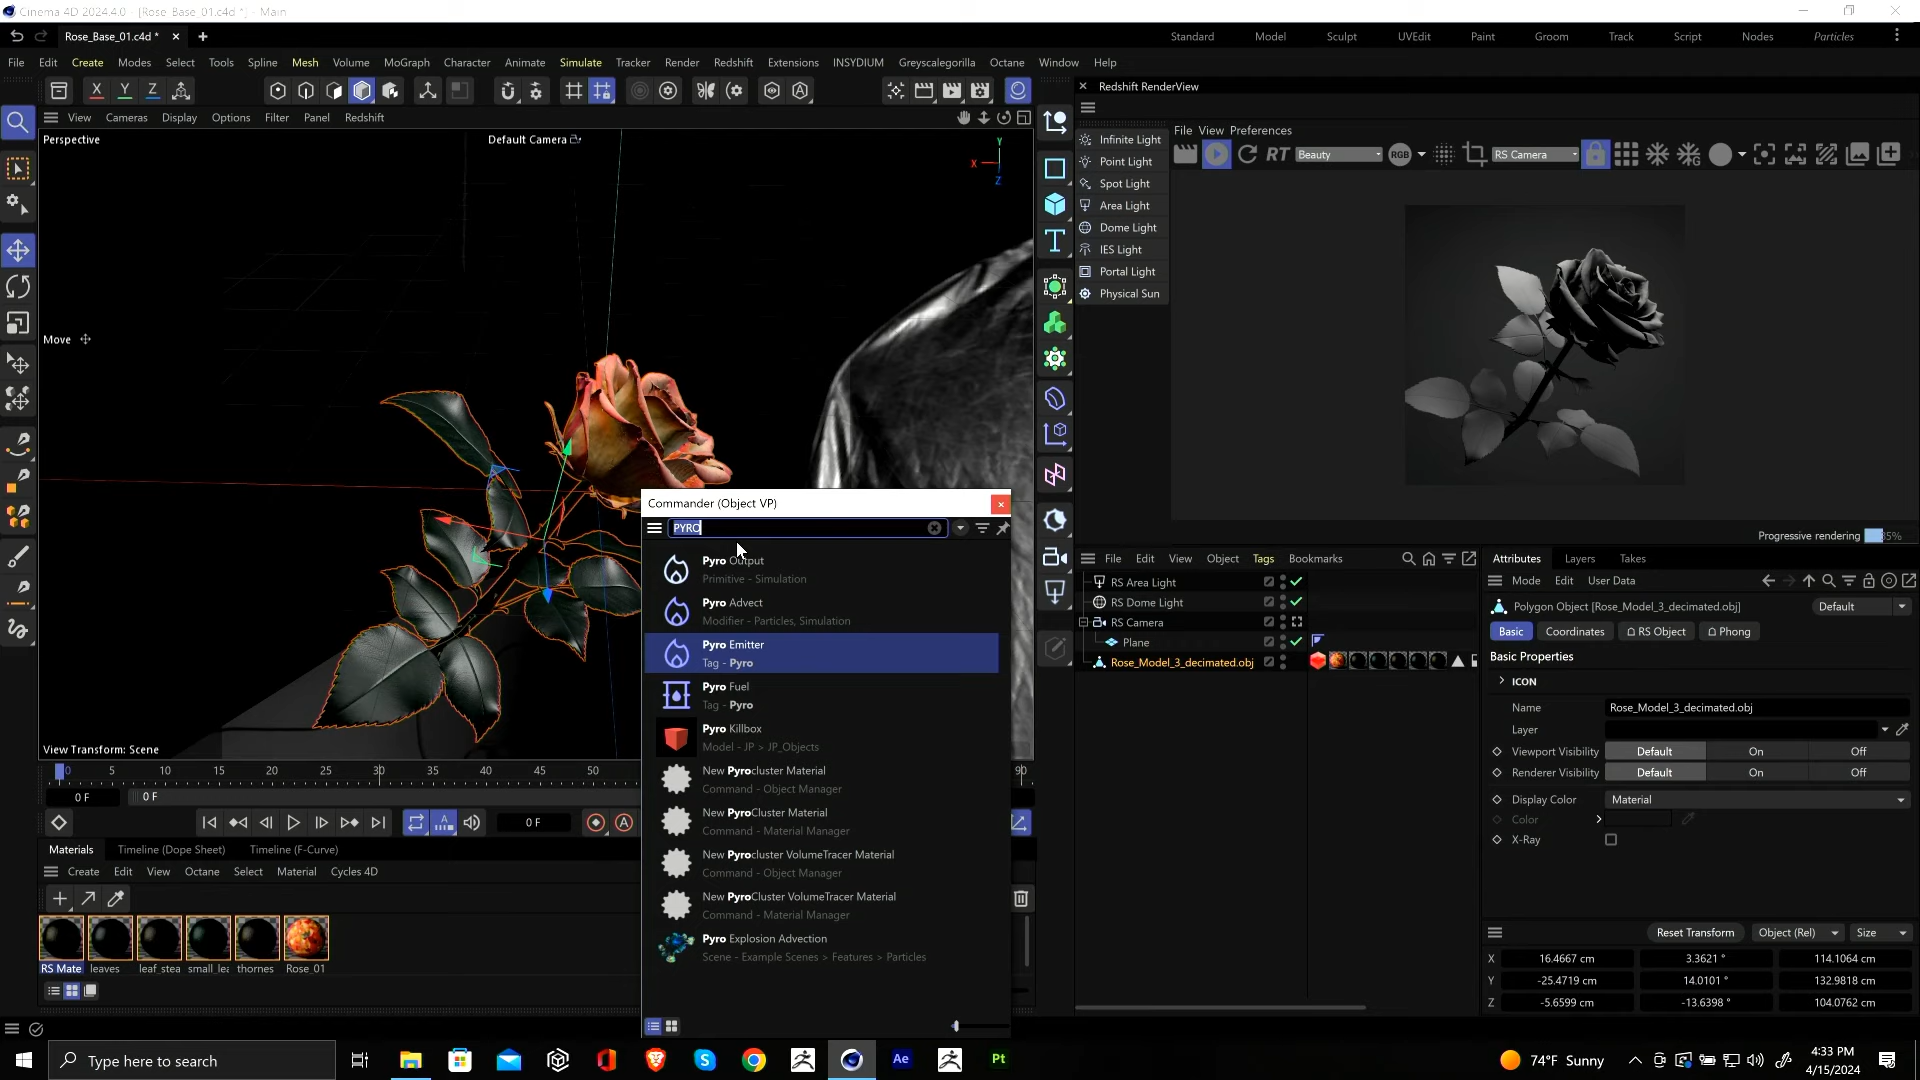 Cinema 4D 2024.4.0 - [Rose_Base_01.c4d *] - Main
Rose_Base_01.c4d *
Standard Model Sculpt UVEdit Paint Groom Track Script Nodes Particles
File Edit Create Modes Select Tools Spline Mesh Volume MoGraph Character Animate Simulate Tracker Render Redshift Extensions INSYDIUM Greyscalegorilla Octane Window Help
X Y Z
Redshift RenderView
View Cameras Display Options Filter Panel Redshift
File View Preferences
Perspective
Default Camera
Y
X
Z
RT Beauty RGB RS Camera
Infinite Light
Point Light
Spot Light
Area Light
Dome Light
IES Light
Portal Light
Physical Sun
Move
Commander (Object VP)
PYRO
Pyro Output
Primitive - Simulation
Pyro Advect
Modifier - Particles, Simulation
Pyro Emitter
Tag - Pyro
Pyro Fuel
Tag - Pyro
Pyro Killbox
Model - JP > JP_Objects
New Pyrocluster Material
Command - Object Manager
New PyroCluster Material
Command - Material Manager
New Pyrocluster VolumeTracer Material
Command - Object Manager
New PyroCluster VolumeTracer Material
Command - Material Manager
Pyro Explosion Advection
Scene - Example Scenes > Features > Particles
View Transform: Scene
0 5 10 15 20 25 30 35 40 45 50 90
0 F 0 F
0 F
Materials Timeline (Dope Sheet) Timeline (F-Curve)
Create Edit View Octane Select Material Cycles 4D
RS Mate leaves leaf_stea small_lea thornes Rose_01
Progressive rendering
File Edit View Object Tags Bookmarks
RS Area Light
RS Dome Light
RS Camera
Plane
Rose_Model_3_decimated.obj
Attributes Layers Takes
Mode Edit User Data
Polygon Object [Rose_Model_3_decimated.obj] Default
Basic Coordinates RS Object Phong
Basic Properties
ICON
Name Rose_Model_3_decimated.obj
Layer
Viewport Visibility Default On Off
Renderer Visibility Default On Off
Display Color Material
Color
X-Ray
Reset Transform Object (Rel) Size
X 16.4667 cm 3.3621 ° 114.1064 cm
Y -25.4719 cm 14.0101 ° 132.9818 cm
Z -5.6599 cm -13.6398 ° 104.0762 cm
Type here to search
Ae
Pt
74°F Sunny
4:33 PM
4/15/2024